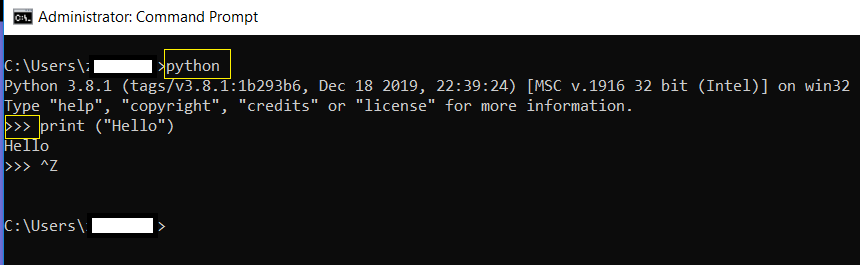 Administrator: Command Prompt
C:\Users\ >python
Python 3.8.1 (tags/v3.8.1:1b293b6, Dec 18 2019, 22:39:24) [MSC v.1916 32 bit (Intel)] on win32
Type "help", "copyright", "credits" or "license" for more information.
>>> print ("Hello")
Hello
>>> ^Z
C:\Users\ >